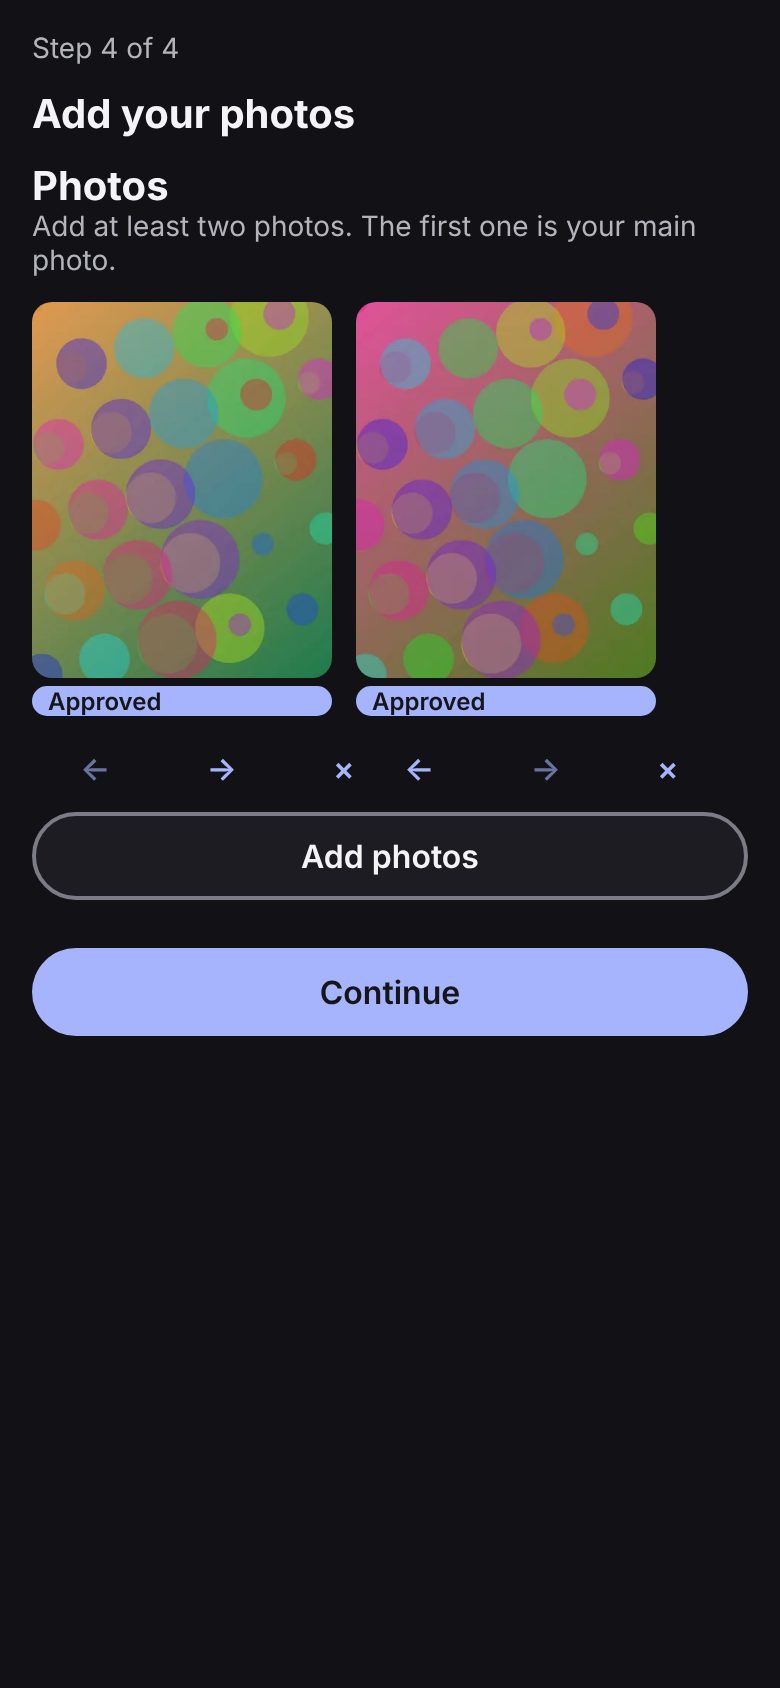 Step 4 of 4
Add your photos
Photos
Add at least two photos. The first one is your main
photo.
Approved
Approved
← → × ← → ×
Add photos
Continue